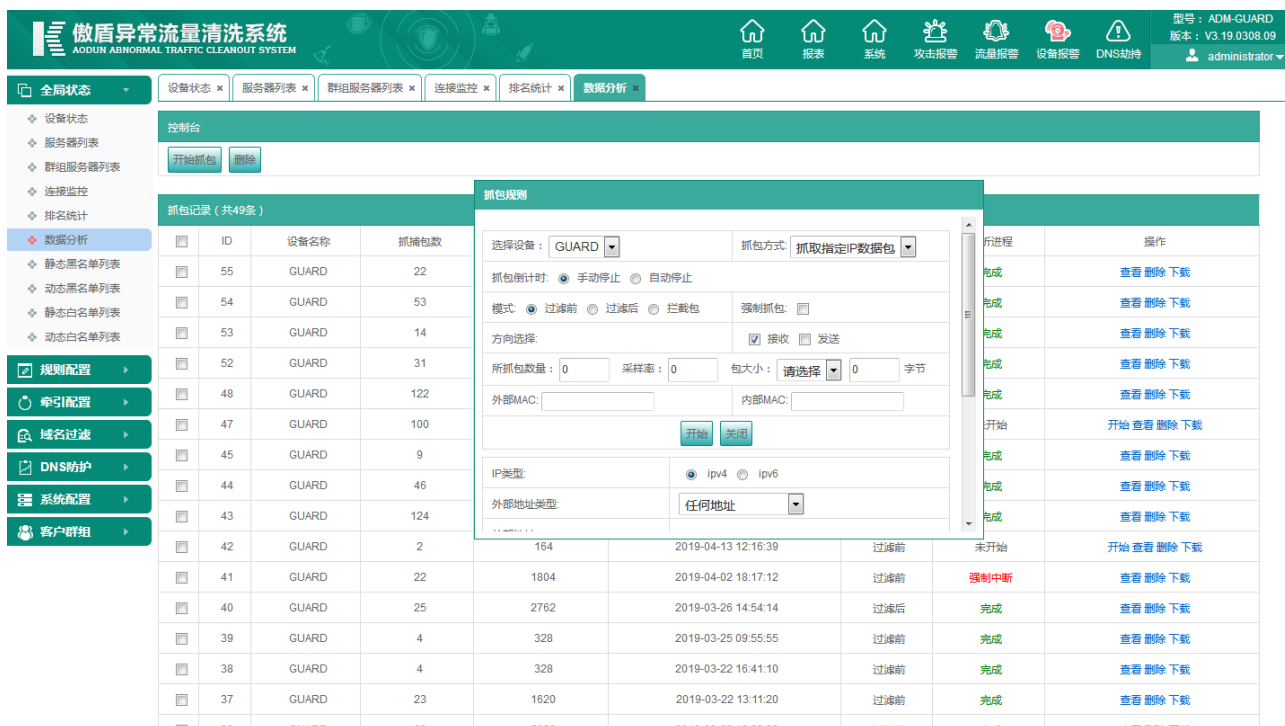 傲盾异常流量清洗系统
AODUN ABNORMAL TRAFFIC CLEANOUT SYSTEM
首页 报表 系统 攻击报警 流量报警 设备报警 DNS劫持
型号： ADM-GUARD
版本： V3.19.0308.09
administrator
全局状态
设备状态
服务器列表
群组服务器列表
连接监控
排名统计
数据分析
静态黑名单列表
动态黑名单列表
静态白名单列表
动态白名单列表
规则配置
牵引配置
域名过滤
DNS防护
系统配置
客户群组
设备状态 × 服务器列表 × 群组服务器列表 × 连接监控 × 排名统计 × 数据分析 ×
控制台
开始抓包 删除
抓包记录（共49条）
ID 设备名称 抓捕包数 析进程 操作
55 GUARD 22 完成 查看 删除 下载
54 GUARD 53 完成 查看 删除 下载
53 GUARD 14 完成 查看 删除 下载
52 GUARD 31 完成 查看 删除 下载
48 GUARD 122 完成 查看 删除 下载
47 GUARD 100 开始 开始 查看 删除 下载
45 GUARD 9 完成 查看 删除 下载
44 GUARD 46 完成 查看 删除 下载
43 GUARD 124 完成 查看 删除 下载
42 GUARD 2 164 2019-04-13 12:16:39 过滤前 未开始 开始 查看 删除 下载
41 GUARD 22 1804 2019-04-02 18:17:12 过滤前 强制中断 查看 删除 下载
40 GUARD 25 2762 2019-03-26 14:54:14 过滤后 完成 查看 删除 下载
39 GUARD 4 328 2019-03-25 09:55:55 过滤前 完成 查看 删除 下载
38 GUARD 4 328 2019-03-22 16:41:10 过滤前 完成 查看 删除 下载
37 GUARD 23 1620 2019-03-22 13:11:20 过滤前 完成 查看 删除 下载
抓包规则
选择设备： GUARD 抓包方式: 抓取指定IP数据包
抓包倒计时: 手动停止 自动停止
模式: 过滤前 过滤后 拦截包 强制抓包:
方向选择: 接收 发送
所抓包数量： 0 采样率： 0 包大小： 请选择 0 字节
外部MAC: 内部MAC:
开始 关闭
IP类型: ipv4 ipv6
外部地址类型: 任何地址